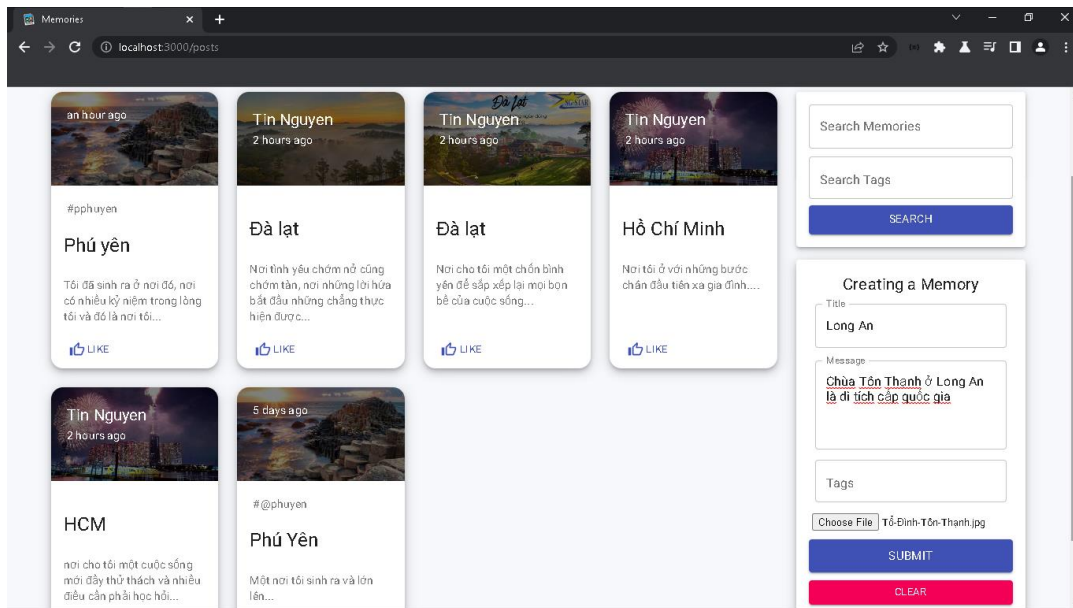 Memories
localhost:3000/posts
an hour ago
#pphuyen
Phú yên
Tôi đã sinh ra ở nơi đó, nơi
có nhiều kỷ niệm trong lòng
tôi và đó là nơi tôi...
LIKE
Tin Nguyen
2 hours ago
Đà lạt
Nơi tình yêu chớm nở cũng
chớm tàn, nơi những lời hứa
bắt đầu những chẳng thực
hiện được...
LIKE
Đà Lạt
Tin Nguyen
2 hours ago
Đà lạt
Nơi cho tôi một chốn bình
yên để sắp xếp lại mọi bọn
bề của cuộc sống...
LIKE
Tin Nguyen
2 hours ago
Hồ Chí Minh
Nơi tôi ở với những bước
chân đầu tiên xa gia đình....
LIKE
Tin Nguyen
2 hours ago
HCM
nơi cho tôi một cuộc sống
mới đầy thử thách và nhiều
điều cần phải học hỏi...
5 days ago
#@phuyen
Phú Yên
Một nơi tôi sinh ra và lớn
lên...
Search Memories
Search Tags
SEARCH
Creating a Memory
Title
Long An
Message
Chùa Tôn Thanh ở Long An
là di tích cấp quốc gia
Tags
Choose File Tổ-Đình-Tôn-Thanh.jpg
SUBMIT
CLEAR